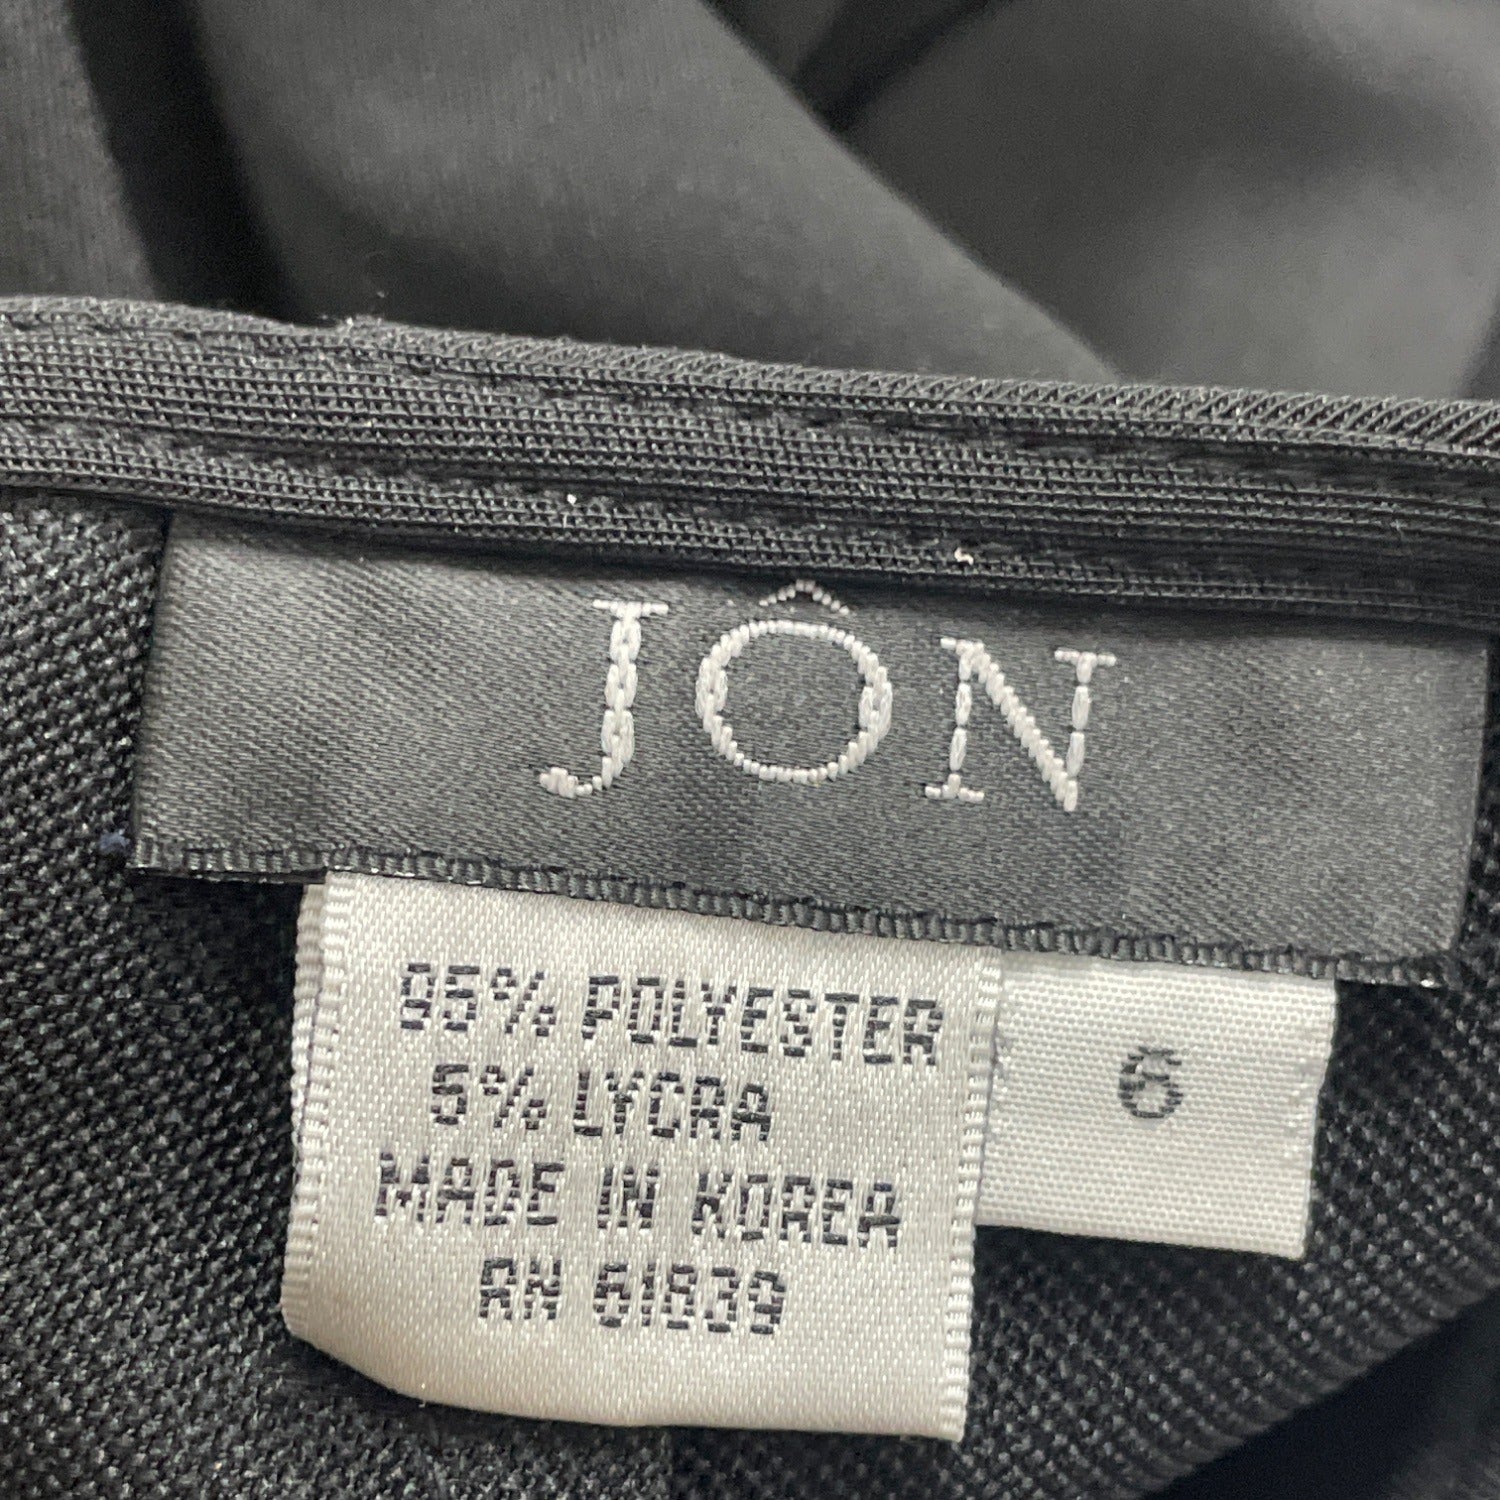 JÔN
95% POLYESTER
5% LYCRA
MADE IN KOREA
RN 61839
6